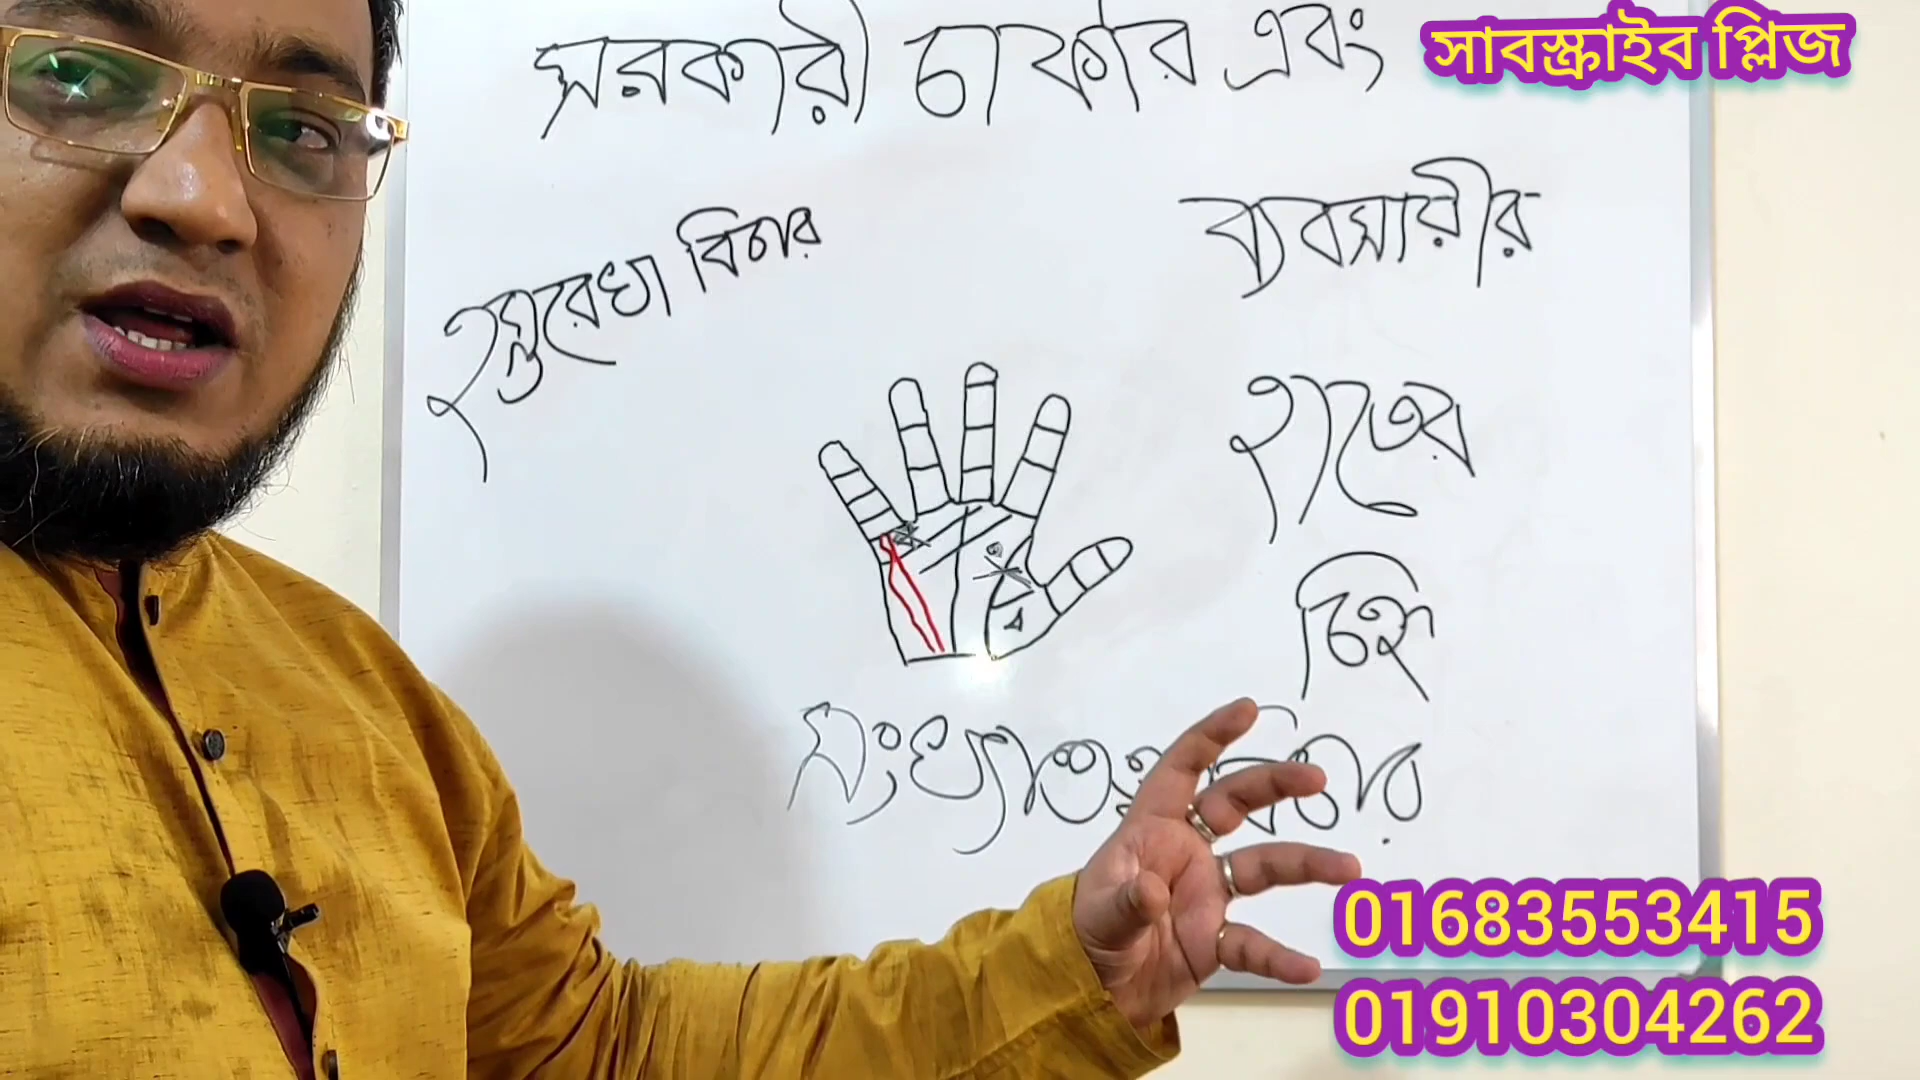 সরকারী চাকরি এবং
সাবস্ক্রাইব প্লিজ
ব্যবসায়ীর
হস্তরেখা বিচার
হাতের
চিহ্ন
সংখ্যাতত্ত্ব বিচার
01683553415
01910304262